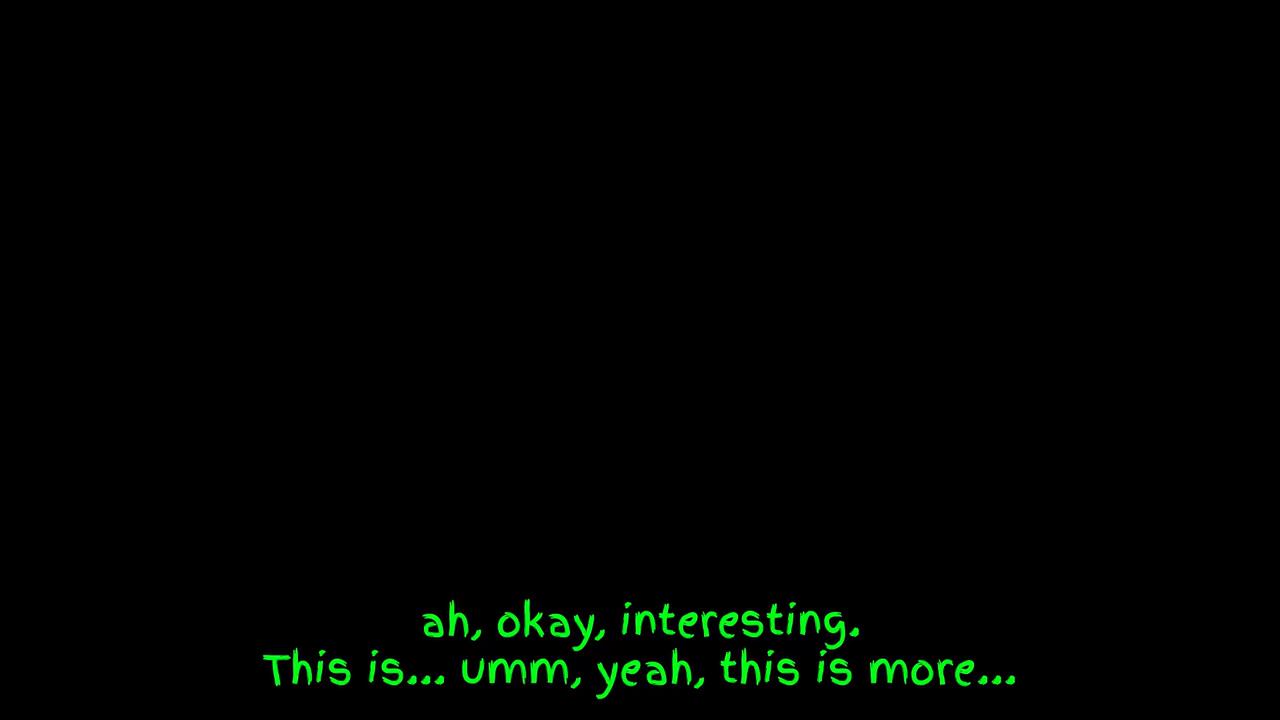 ah, okay, interesting.
This is... umm, yeah, this is more...